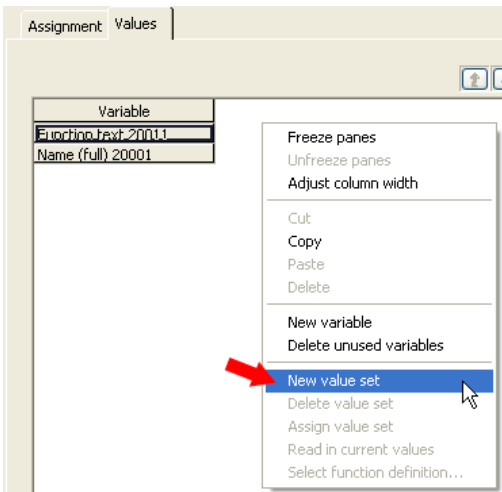 Assignment Values
Variable
Function text 20011
Name (full) 20001
Freeze panes
Unfreeze panes
Adjust column width
Cut
Copy
Paste
Delete
New variable
Delete unused variables
New value set
Delete value set
Assign value set
Read in current values
Select function definition...